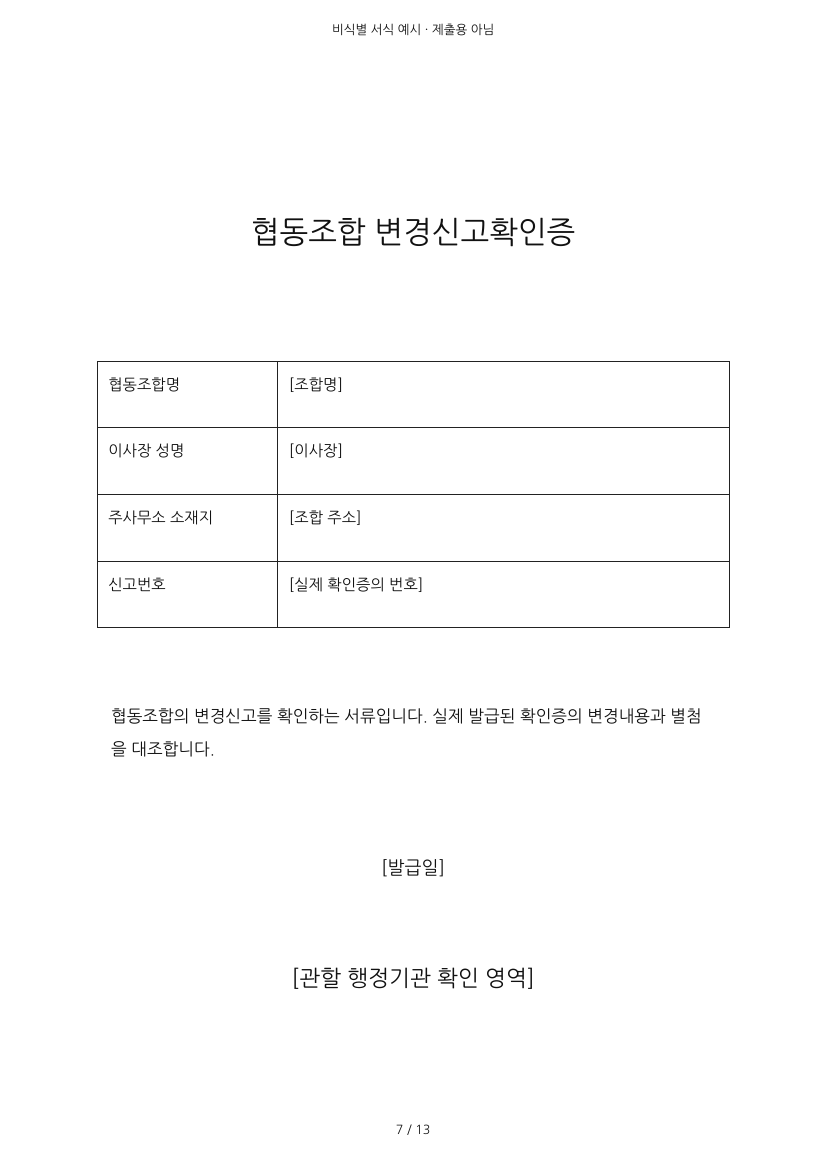 비식별 서식 예시 · 제출용 아님
협동조합 변경신고확인증
협동조합명 [조합명]
이사장 성명 [이사장]
주사무소 소재지 [조합 주소]
신고번호 [실제 확인증의 번호]
협동조합의 변경신고를 확인하는 서류입니다. 실제 발급된 확인증의 변경내용과 별첨
을 대조합니다.
[발급일]
[관할 행정기관 확인 영역]
7 / 13